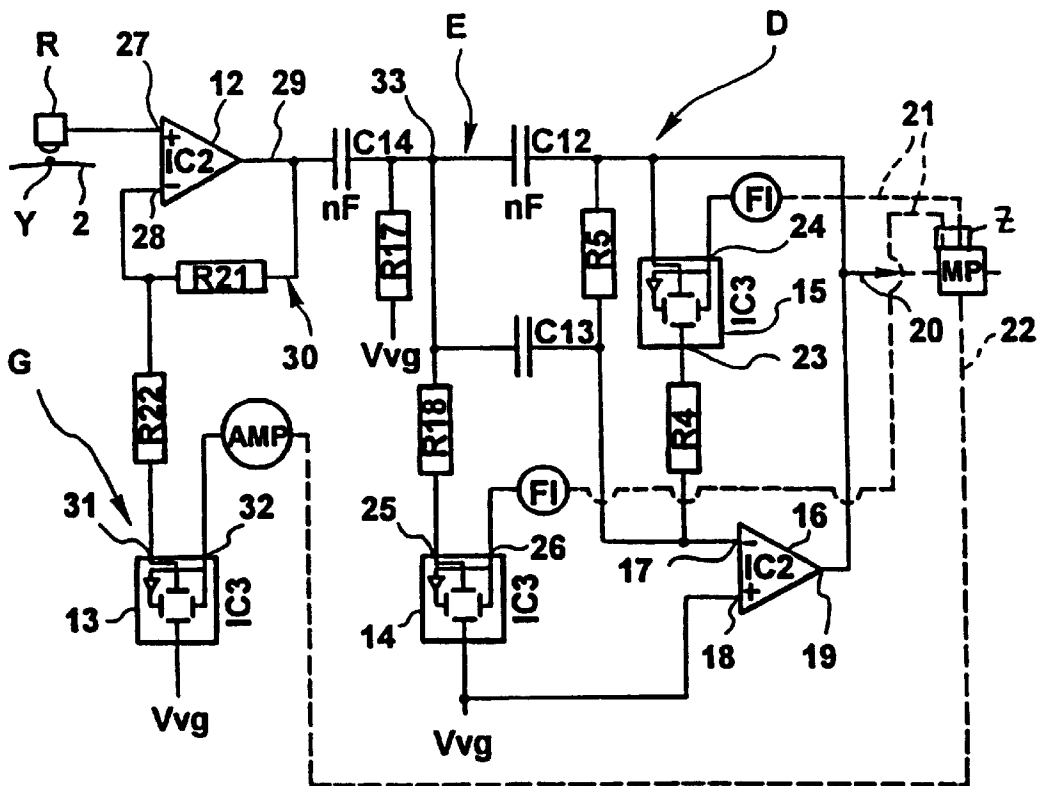 R 27 12 29 33 E D
C14 C12 21
+ IC2 -
Y 2 28 nF nF FI Z
R21 R17 R5 24 MP
IC3 15
30 Vvg C13 23 20 22
G R22 AMP R18 R4
FI
31 32 25 26 17 - 16
IC2
+
13 IC3 14 IC3 18 19
Vvg Vvg